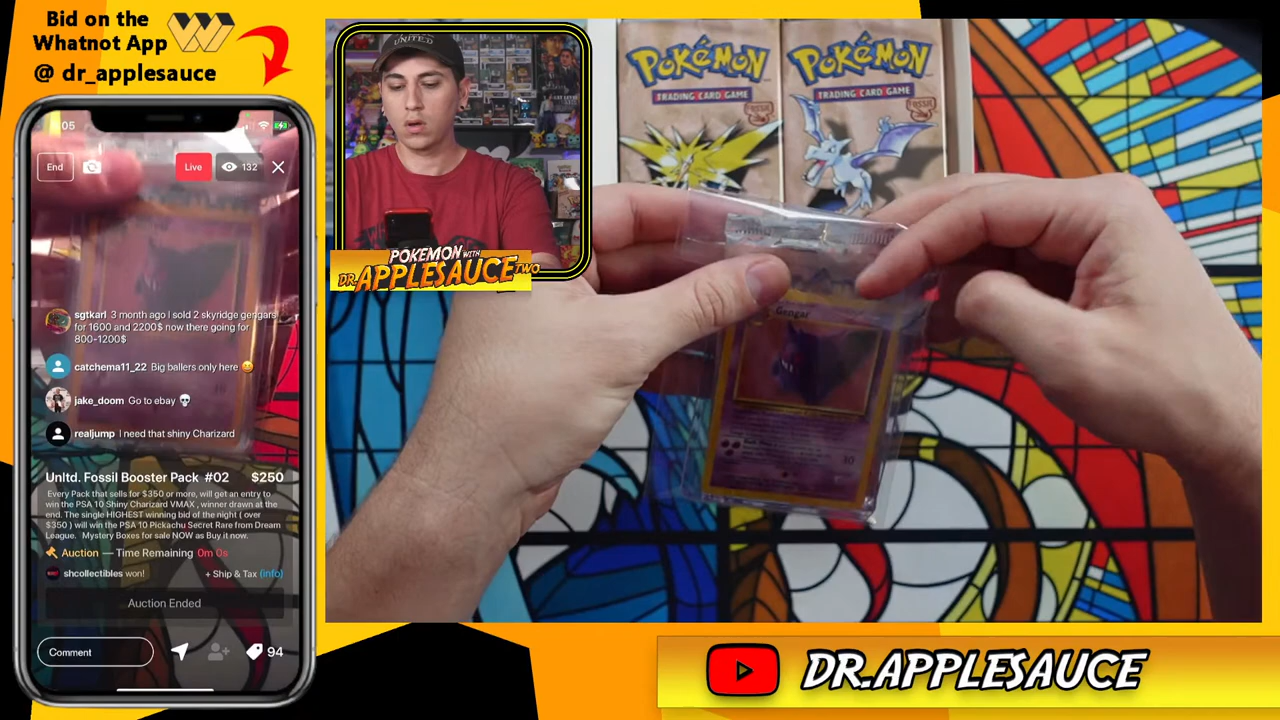 Bid on the
Whatnot App
@ dr_applesauce
05
End
Live
132
sgtkarl 3 month ago I sold 2 skyridge gengars
for 1600 and 2200$ now there going for
800-1200$
catchema11_22 Big ballers only here
jake_doom Go to ebay
realjump I need that shiny Charizard
Unltd. Fossil Booster Pack #02 $250
Every Pack that sells for $350 or more, will get an entry to
win the PSA 10 Shiny Charizard VMAX , winner drawn at the
end. The single HIGHEST winning bid of the night ( over
$350 ) will win the PSA 10 Pickachu Secret Rare from Dream
League. Mystery Boxes for sale NOW as Buy it now.
Auction — Time Remaining 0m 0s
shcollectibles won! + Ship & Tax (info)
Auction Ended
Comment
94
UNITED
POKEMON WITH
DR. APPLESAUCE TWO
POKéMON
TRADING CARD GAME
FOSSIL
POKéMON
TRADING CARD GAME
FOSSIL
Gengar
DR.APPLESAUCE